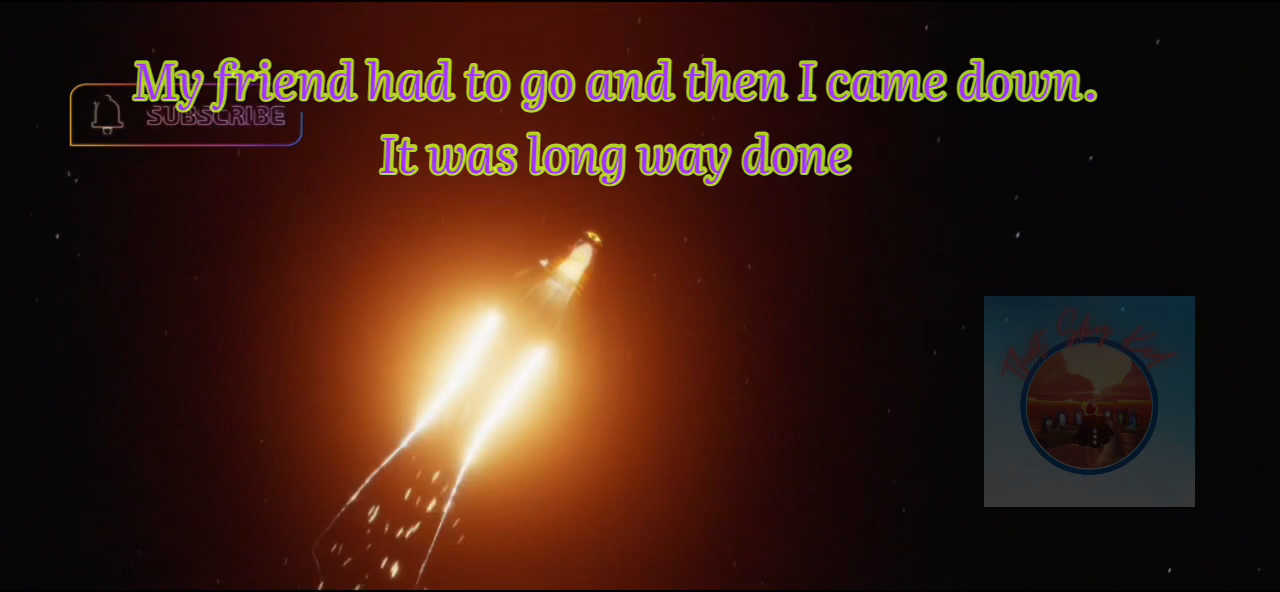 My friend had to go and then I came down.
SUBSCRIBE
It was long way done